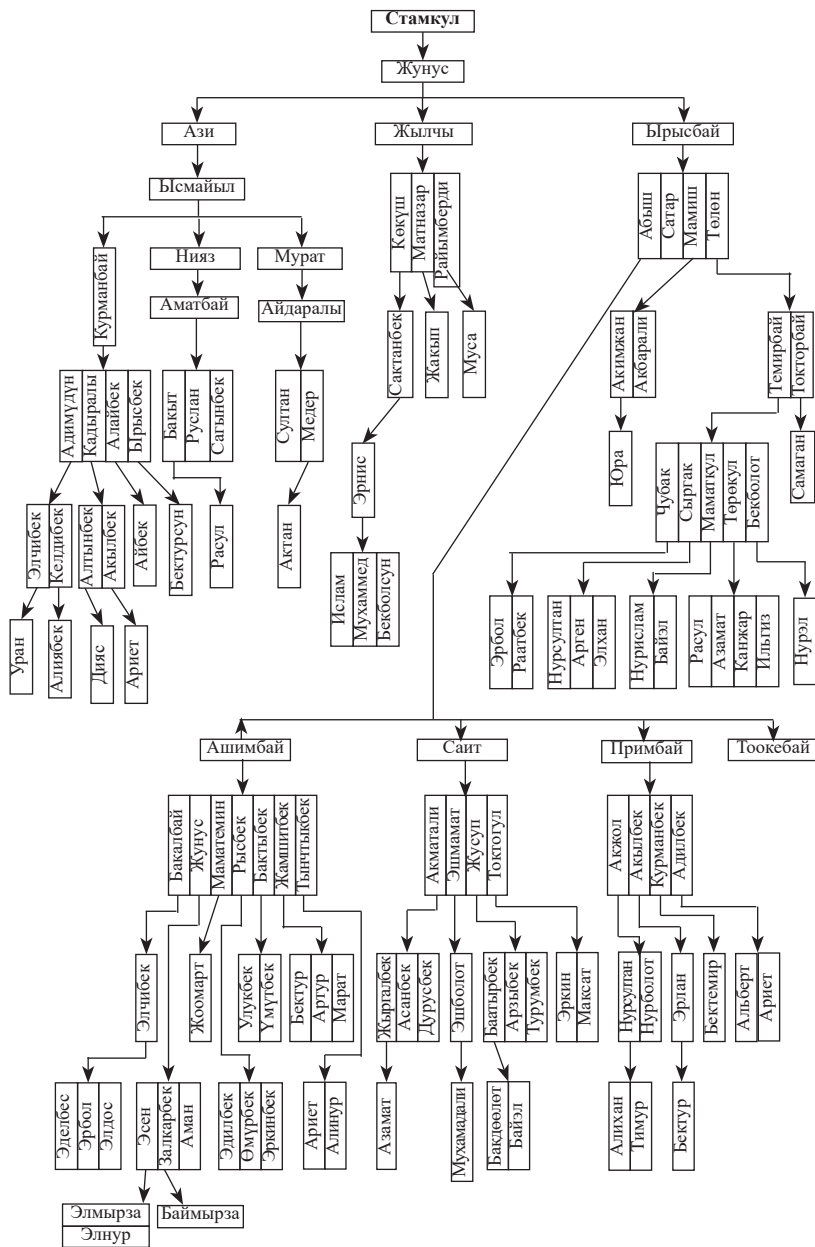 Стамкул
Жунус
Ази
Жылчы
Ырысбай
Ысмайыл
Көкүш
Матназар
Райымберди
Абыш
Сатар
Мамиш
Төлөн
Курманбай
Нияз
Мурат
Аматбай
Айдаралы
Сактанбек
Жакып
Муса
Акимжан
Акбарали
Темирбай
Токторбай
Адимүдүн
Кадыралы
Алайбек
Ырысбек
Бакыт
Руслан
Сагынбек
Султан
Медер
Эрнис
Юра
Чубак
Сыргак
Маматкул
Төрөкул
Бекболот
Самаган
Элчибек
Келдибек
Алтынбек
Акылбек
Айбек
Бектурсун
Расул
Актан
Ислам
Мухаммед
Бекболсун
Эрбол
Раатбек
Нурсултан
Арген
Элхан
Нурислам
Байэл
Расул
Азамат
Канжар
Ильгиз
Нурэл
Уран
Алиябек
Дияс
Ариет
Ашимбай
Саит
Примбай
Тоокебай
Бакалбай
Жунус
Маматемин
Рысбек
Бактыбек
Жамшитбек
Тынчтыкбек
Акматали
Эшмамат
Жусуп
Токтогул
Акжол
Акылбек
Курманбек
Адилбек
Элчибек
Жоомарт
Улукбек
Үмүтбек
Бектур
Артур
Марат
Жыргалбек
Асанбек
Дурусбек
Эшболот
Баатырбек
Арзыбек
Турумбек
Эркин
Максат
Нурсултан
Нурболот
Эрлан
Бектемир
Альберт
Ариет
Эделбес
Эрбол
Элдос
Эсен
Залкарбек
Аман
Эдилбек
Өмүрбек
Эркинбек
Ариет
Алинур
Азамат
Мухамадали
Бакдөөлөт
Байэл
Алихан
Тимур
Бектур
Элмырза
Элнур
Баймырза